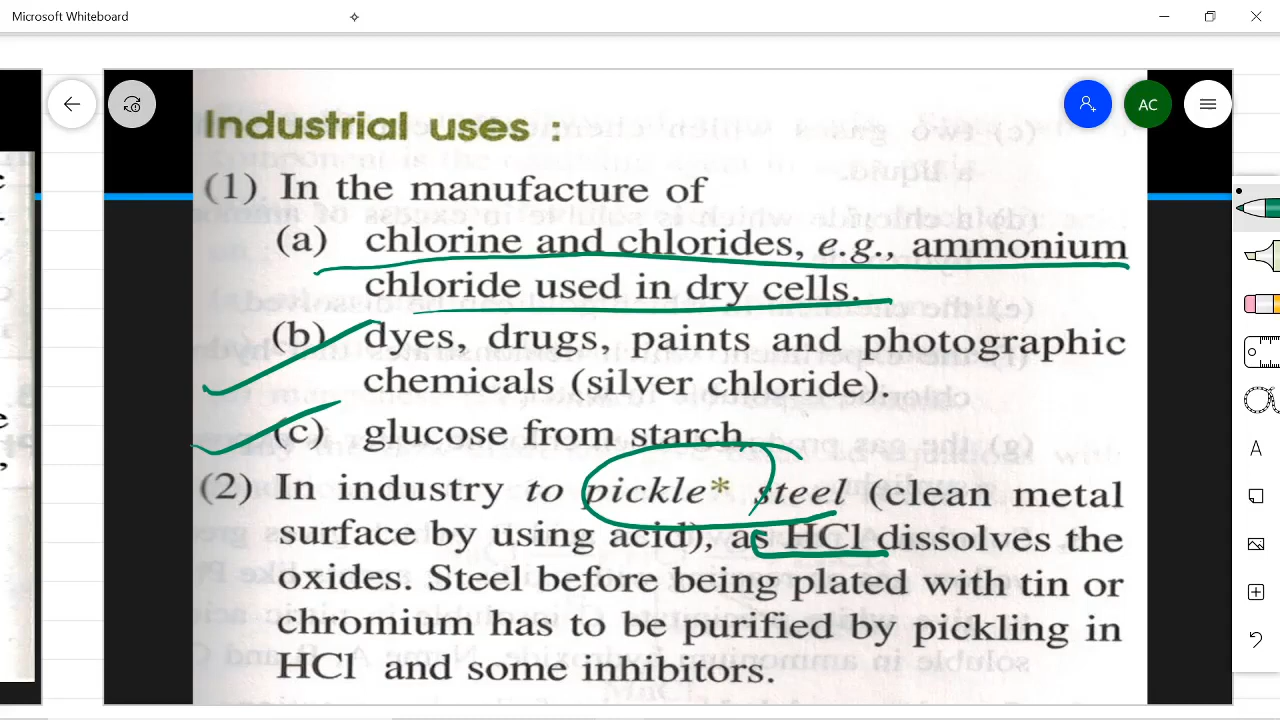 Microsoft Whiteboard
AC
Industrial uses :
(1) In the manufacture of
(a) chlorine and chlorides, e.g., ammonium
chloride used in dry cells.
(b) dyes, drugs, paints and photographic
chemicals (silver chloride).
(c) glucose from starch.
(2) In industry to pickle* steel (clean metal
surface by using acid), as HCl dissolves the
oxides. Steel before being plated with tin or
chromium has to be purified by pickling in
HCl and some inhibitors.